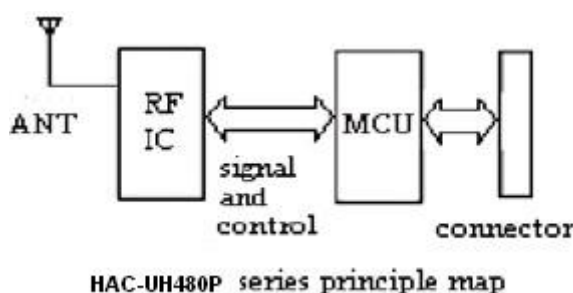 ANT
RF
IC
signal
and
control
MCU
connector
HAC-UH480P series principle map